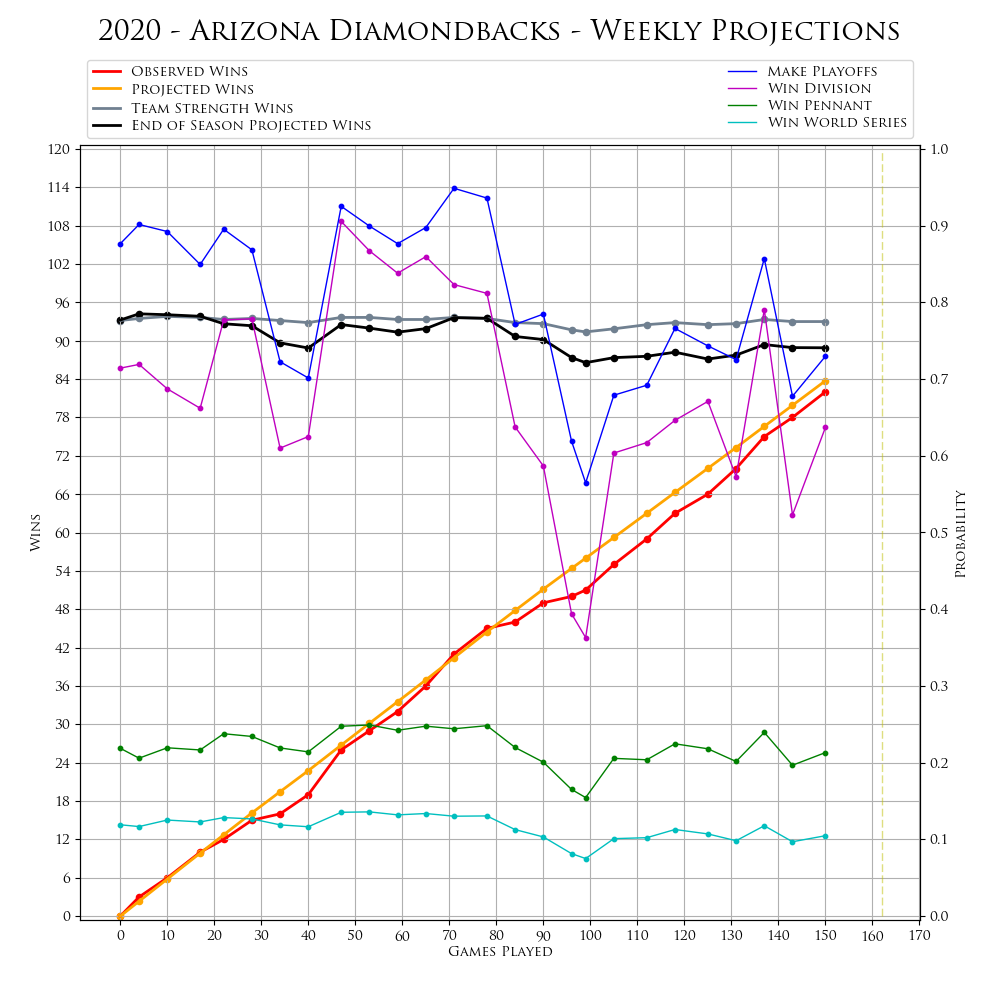 2020 - Arizona Diamondbacks - Weekly Projections
Observed Wins
Projected Wins
Team Strength Wins
End of Season Projected Wins
Make Playoffs
Win Division
Win Pennant
Win World Series
120
114
108
102
96
90
84
78
72
66
60
54
48
42
36
30
24
18
12
6
0
Wins
1.0
0.9
0.8
0.7
0.6
0.5
0.4
0.3
0.2
0.1
0.0
Probability
0 10 20 30 40 50 60 70 80 90 100 110 120 130 140 150 160 170
Games Played